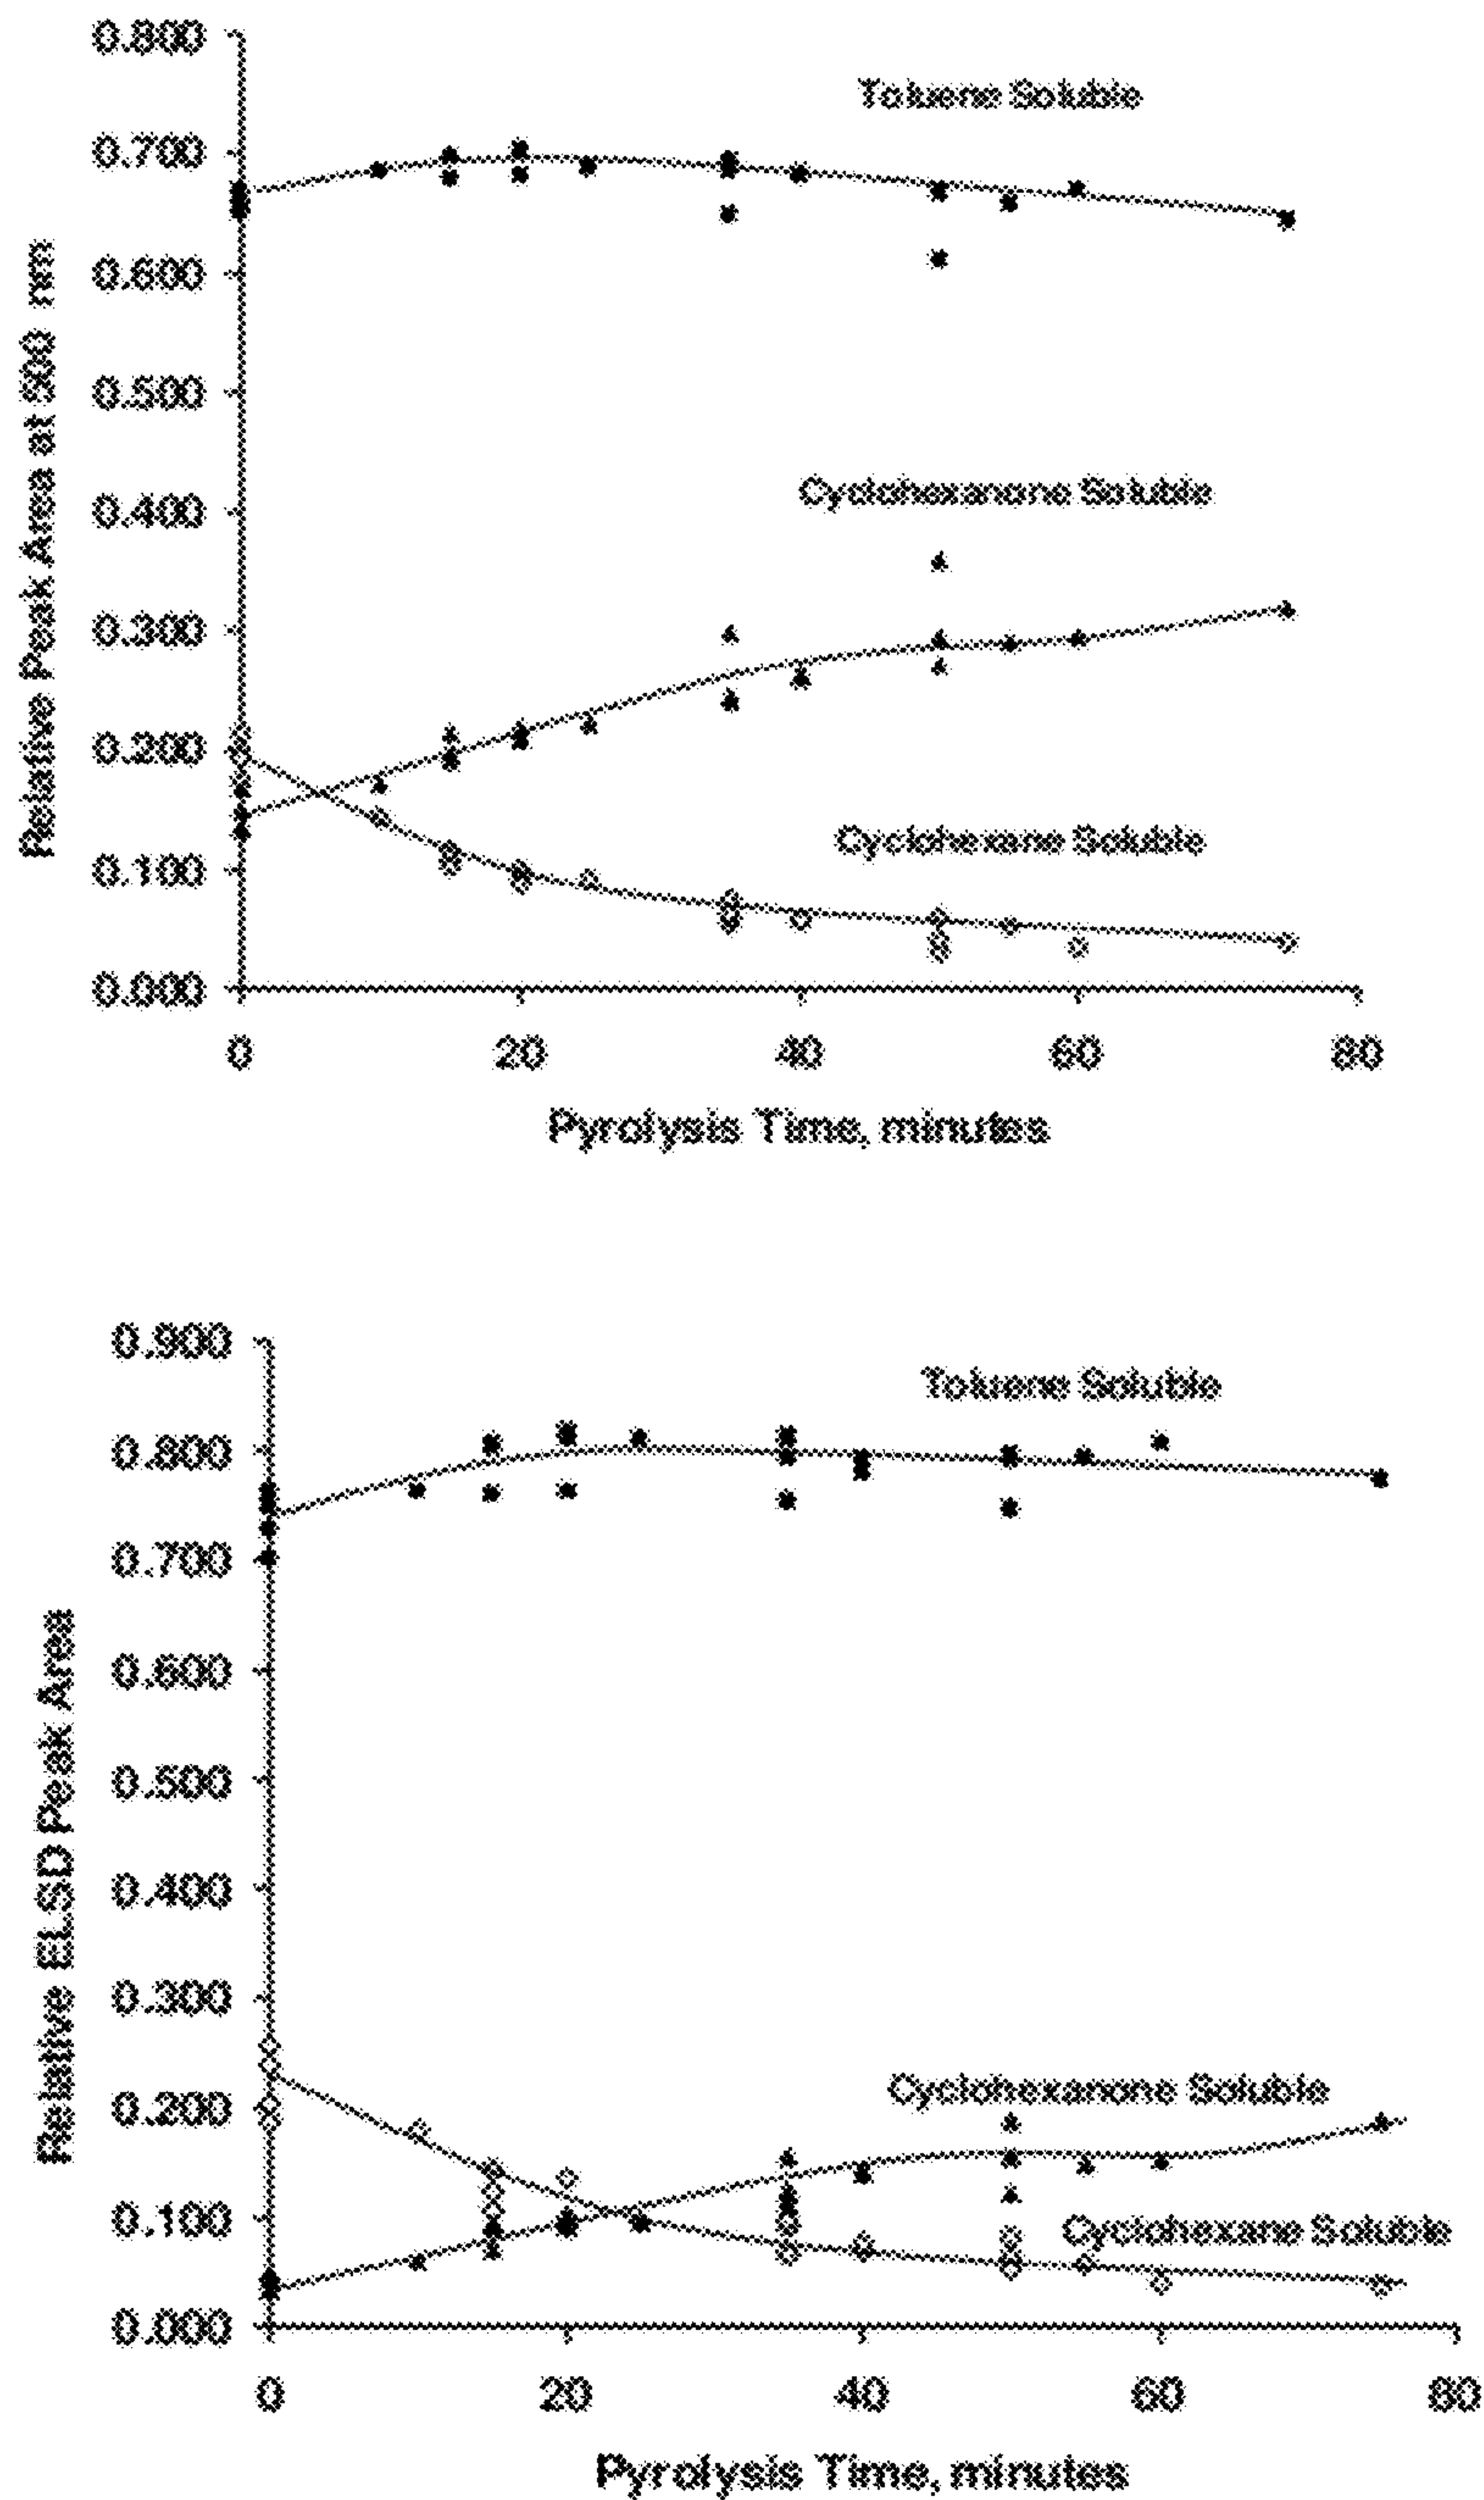 0.800
0.700
0.600
0.500
0.400
0.300
0.200
0.100
0.000
Relative Peak Area at 500 nm
Toluene Soluble
Cyclohexanone Soluble
Cyclohexane Soluble
0 20 40 60 80
Pyrolysis Time, minutes
0.900
0.800
0.700
0.600
0.500
0.400
0.300
0.200
0.100
0.000
Relative ELSD Peak Area
Toluene Soluble
Cyclohexanone Soluble
Cyclohexane Soluble
0 20 40 60 80
Pyrolysis Time, minutes